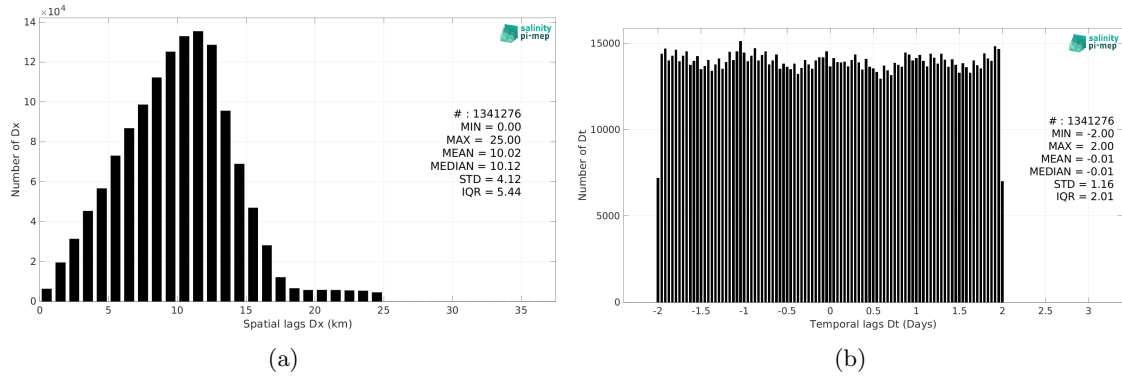 ×10⁴
14
12
10
8
6
4
2
0
Number of Dx
0 5 10 15 20 25 30 35
Spatial lags Dx (km)
salinity
pi-mep
# : 1341276
MIN = 0.00
MAX = 25.00
MEAN = 10.02
MEDIAN = 10.12
STD = 4.12
IQR = 5.44
(a)
15000
10000
5000
0
Number of Dt
-2 -1.5 -1 -0.5 0 0.5 1 1.5 2 2.5 3
Temporal lags Dt (Days)
salinity
pi-mep
# : 1341276
MIN = -2.00
MAX = 2.00
MEAN = -0.01
MEDIAN = -0.01
STD = 1.16
IQR = 2.01
(b)